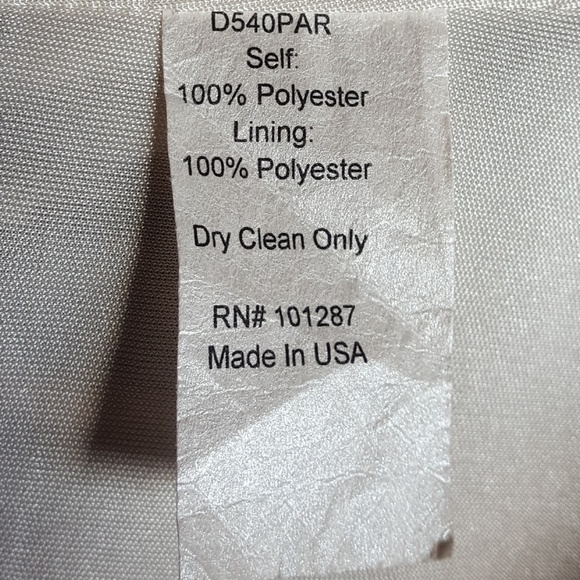 D540PAR
Self:
100% Polyester
Lining:
100% Polyester
Dry Clean Only
RN# 101287
Made In USA